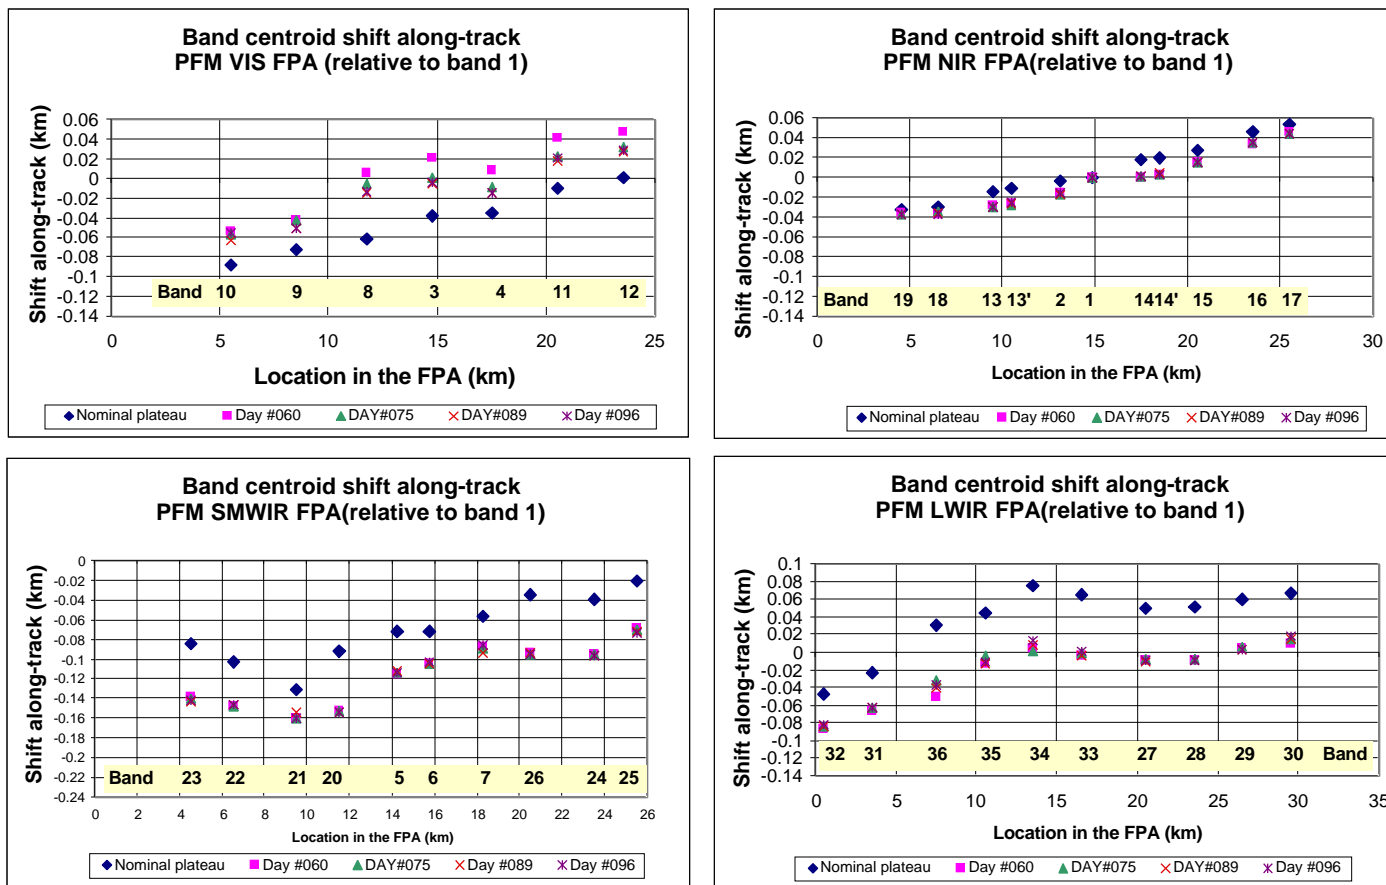 Band centroid shift along-track
PFM VIS FPA (relative to band 1)
Shift along-track (km)
0.06
0.04
0.02
0
-0.02
-0.04
-0.06
-0.08
-0.1
-0.12
-0.14
Band 10 9 8 3 4 11 12
0 5 10 15 20 25
Location in the FPA (km)
Nominal plateau Day #060 DAY#075 DAY#089 Day #096
Band centroid shift along-track
PFM NIR FPA(relative to band 1)
Shift along-track (km)
0.06
0.04
0.02
0
-0.02
-0.04
-0.06
-0.08
-0.1
-0.12
-0.14
Band 19 18 13 13' 2 1 14 14' 15 16 17
0 5 10 15 20 25 30
Location in the FPA (km)
Nominal plateau Day #060 DAY#075 DAY#089 Day #096
Band centroid shift along-track
PFM SMWIR FPA(relative to band 1)
Shift along-track (km)
0
-0.02
-0.04
-0.06
-0.08
-0.1
-0.12
-0.14
-0.16
-0.18
-0.2
-0.22
-0.24
Band 23 22 21 20 5 6 7 26 24 25
0 2 4 6 8 10 12 14 16 18 20 22 24 26
Location in the FPA (km)
Nominal plateau Day #060 DAY#075 Day #089 Day #096
Band centroid shift along-track
PFM LWIR FPA(relative to band 1)
Shift along-track (km)
0.1
0.08
0.06
0.04
0.02
0
-0.02
-0.04
-0.06
-0.08
-0.1
-0.12
-0.14
32 31 36 35 34 33 27 28 29 30 Band
0 5 10 15 20 25 30 35
Location in the FPA (km)
Nominal plateau Day #060 DAY#075 DAY#089 Day #096